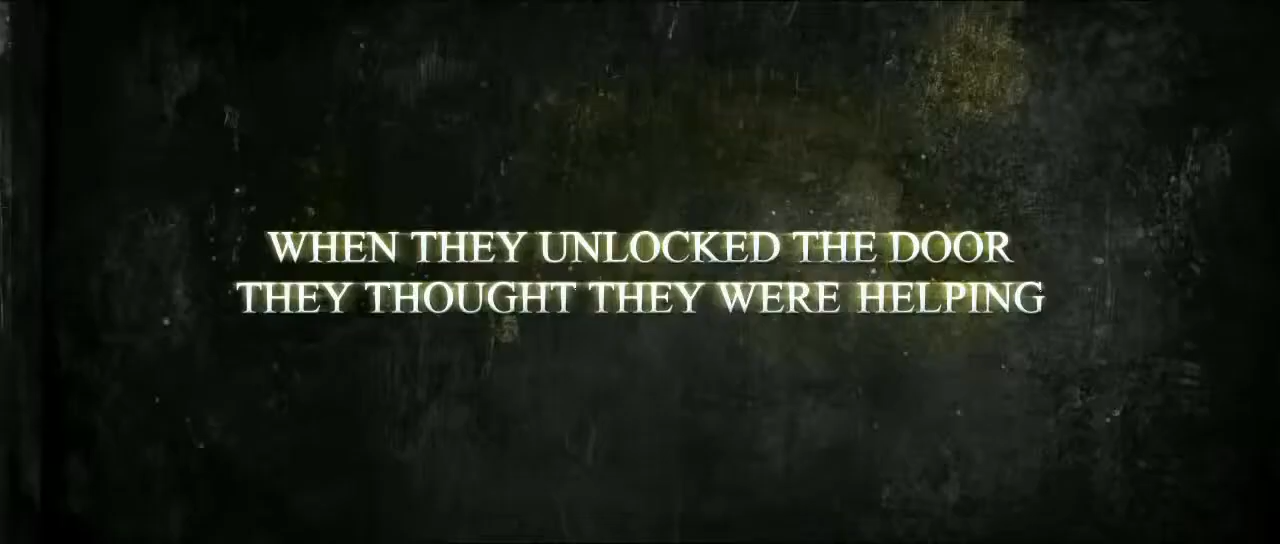 WHEN THEY UNLOCKED THE DOOR
THEY THOUGHT THEY WERE HELPING